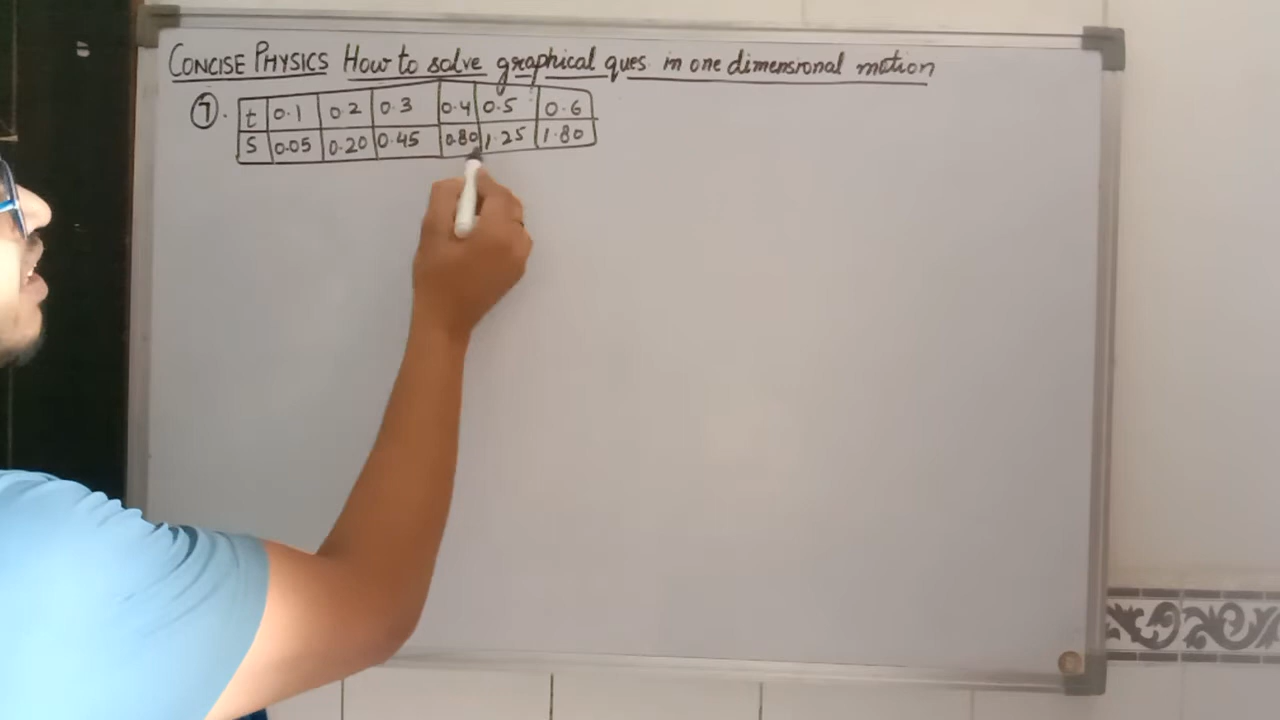 CONCISE PHYSICS How to solve graphical ques in one dimensional motion
7. t 0.1 0.2 0.3 0.4 0.5 0.6
S 0.05 0.20 0.45 0.80 1.25 1.80